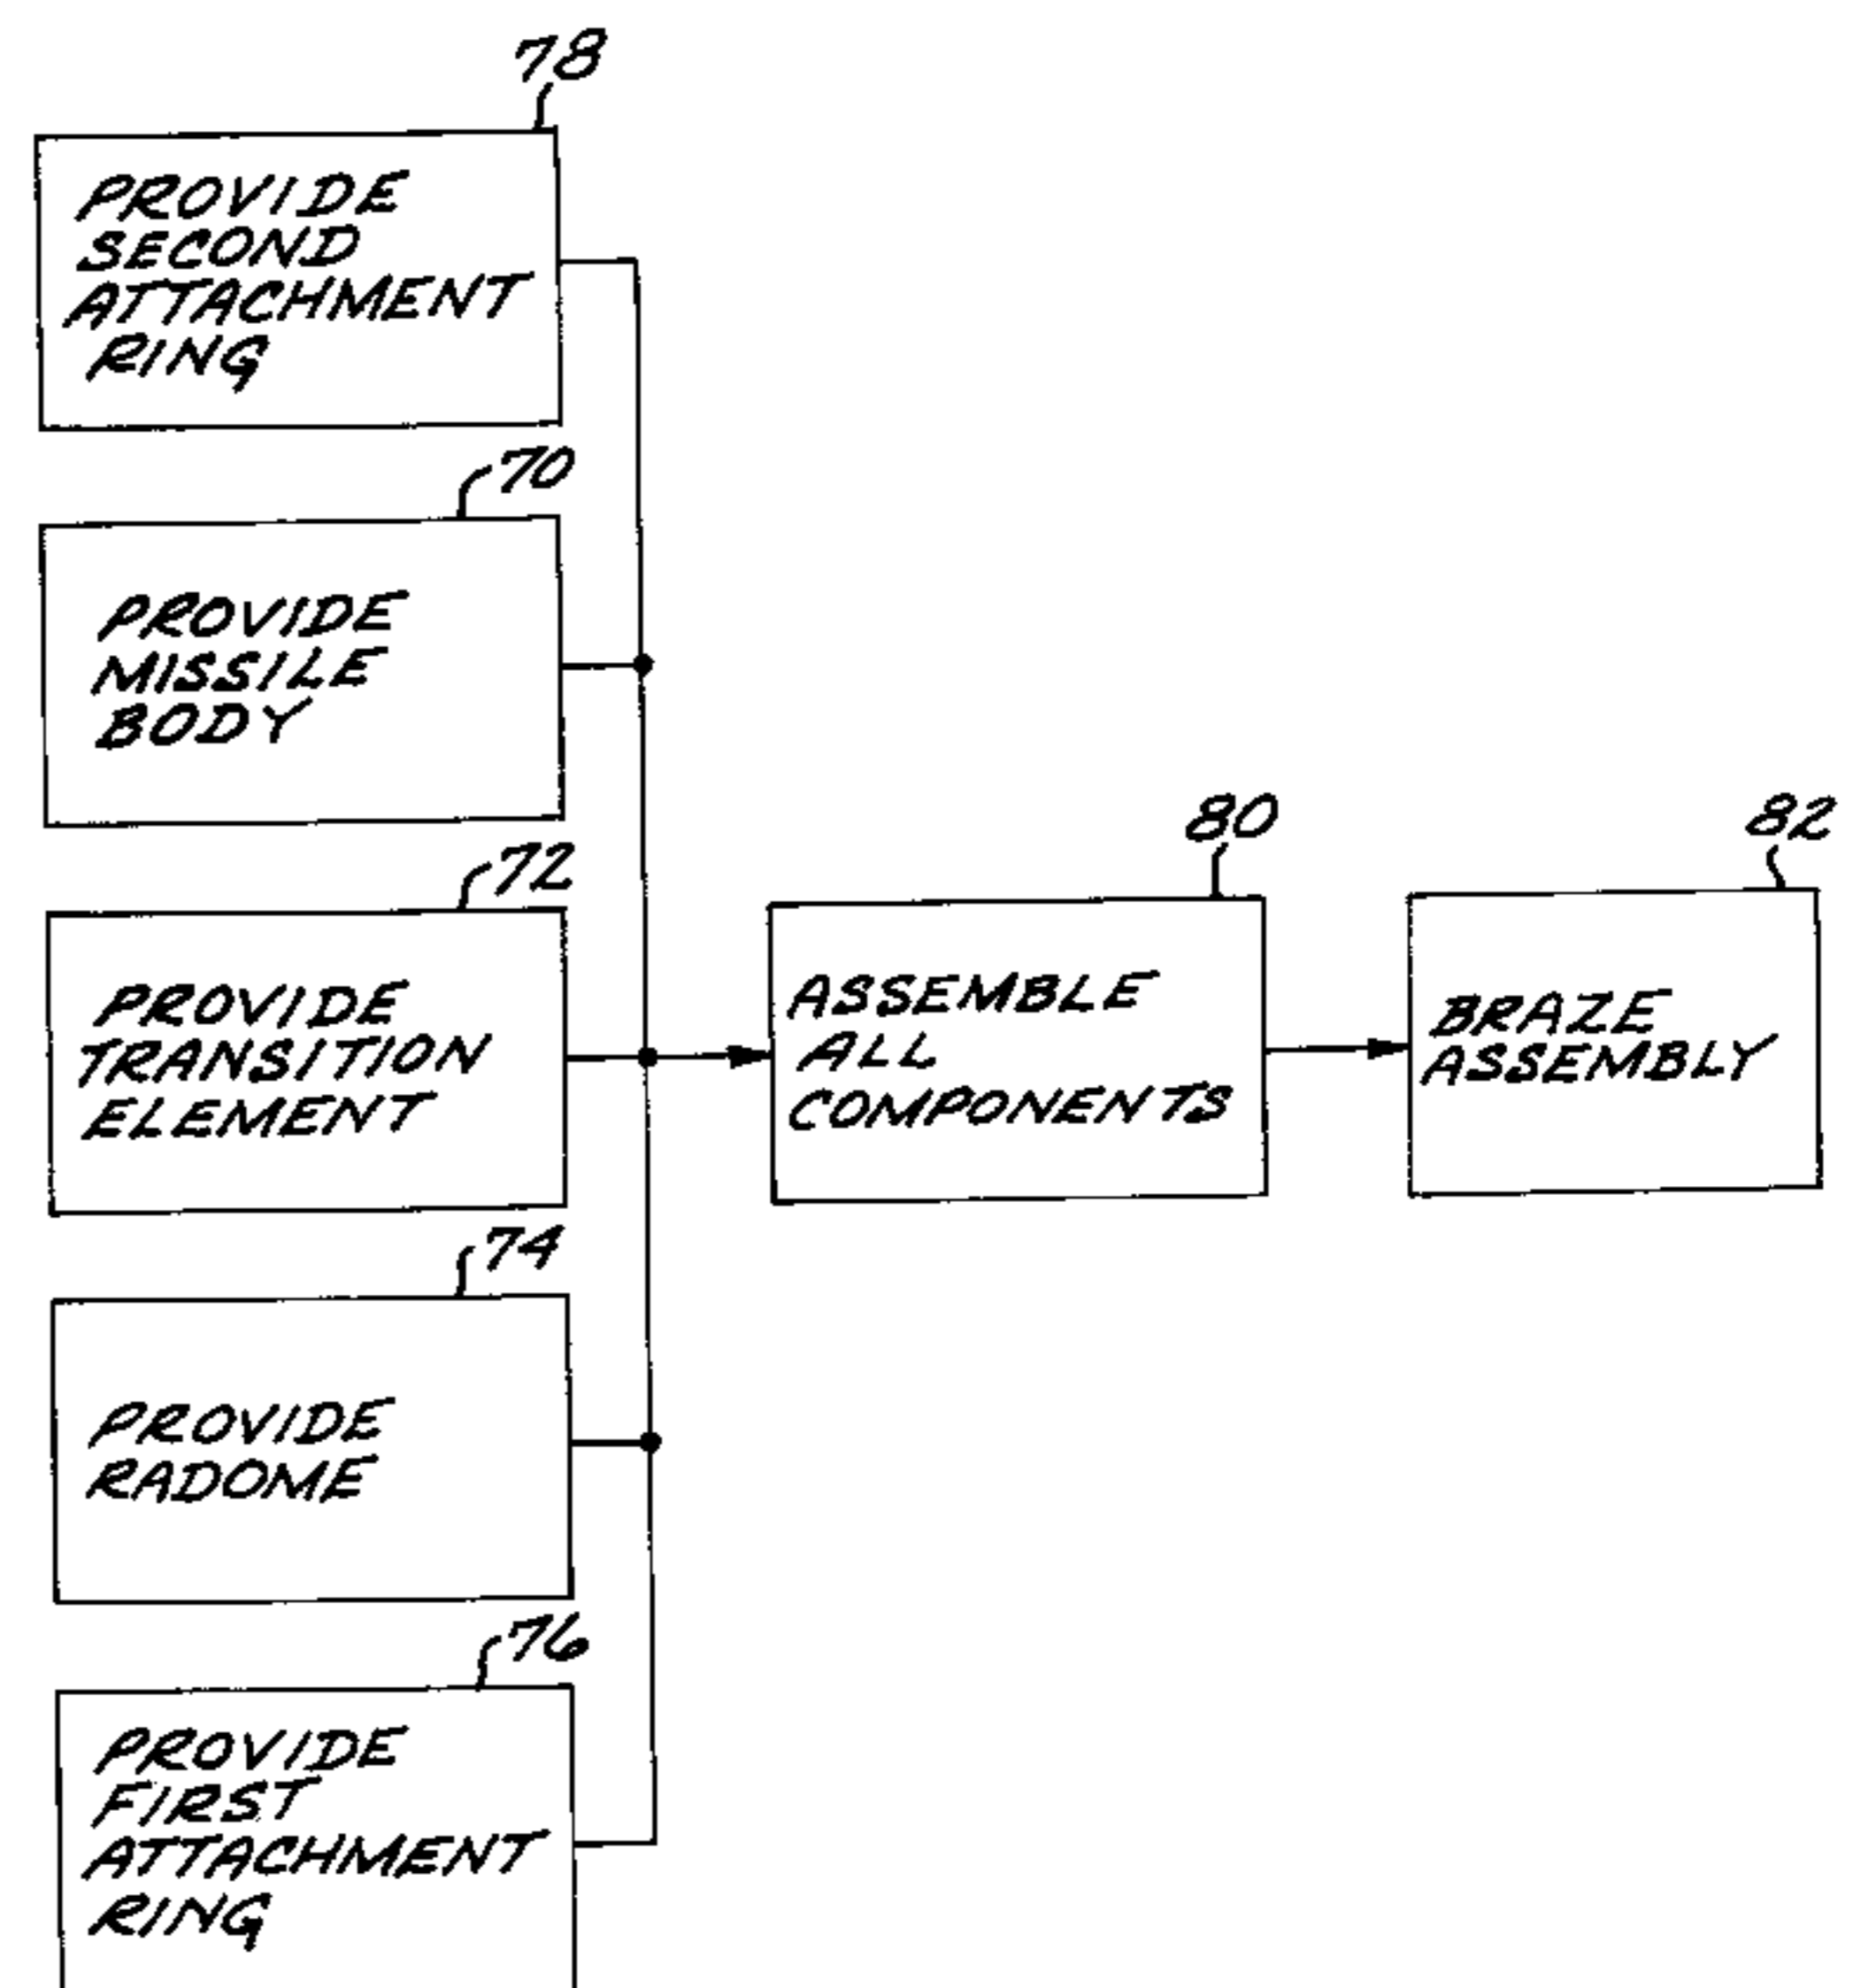 78
PROVIDE
SECOND
ATTACHMENT
RING
70
PROVIDE
MISSILE
BODY
72
PROVIDE
TRANSITION
ELEMENT
74
PROVIDE
RADOME
76
PROVIDE
FIRST
ATTACHMENT
RING
80
ASSEMBLE
ALL
COMPONENTS
82
BRAZE
ASSEMBLY